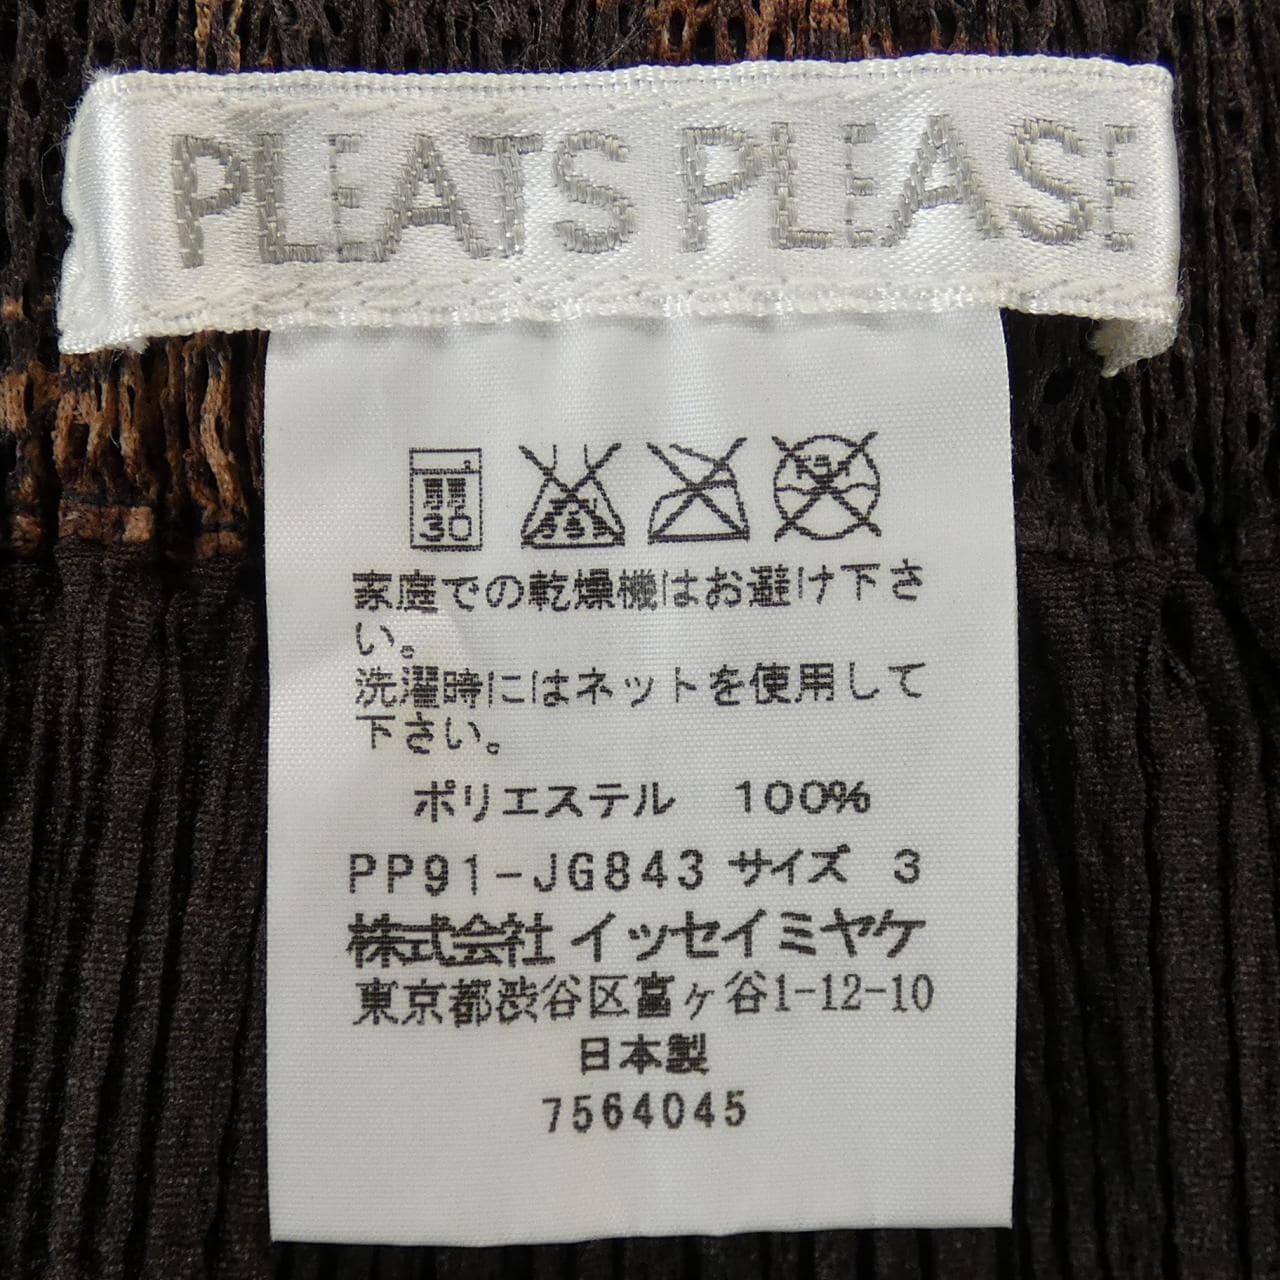 PLEATS PLEASE
弱 30
家庭での乾燥機はお避け下さ
い。
洗濯時にはネットを使用して
下さい。
ポリエステル 100%
PP91-JG843 サイズ 3
株式会社 イッセイミヤケ
東京都渋谷区富ヶ谷1-12-10
日本製
7564045